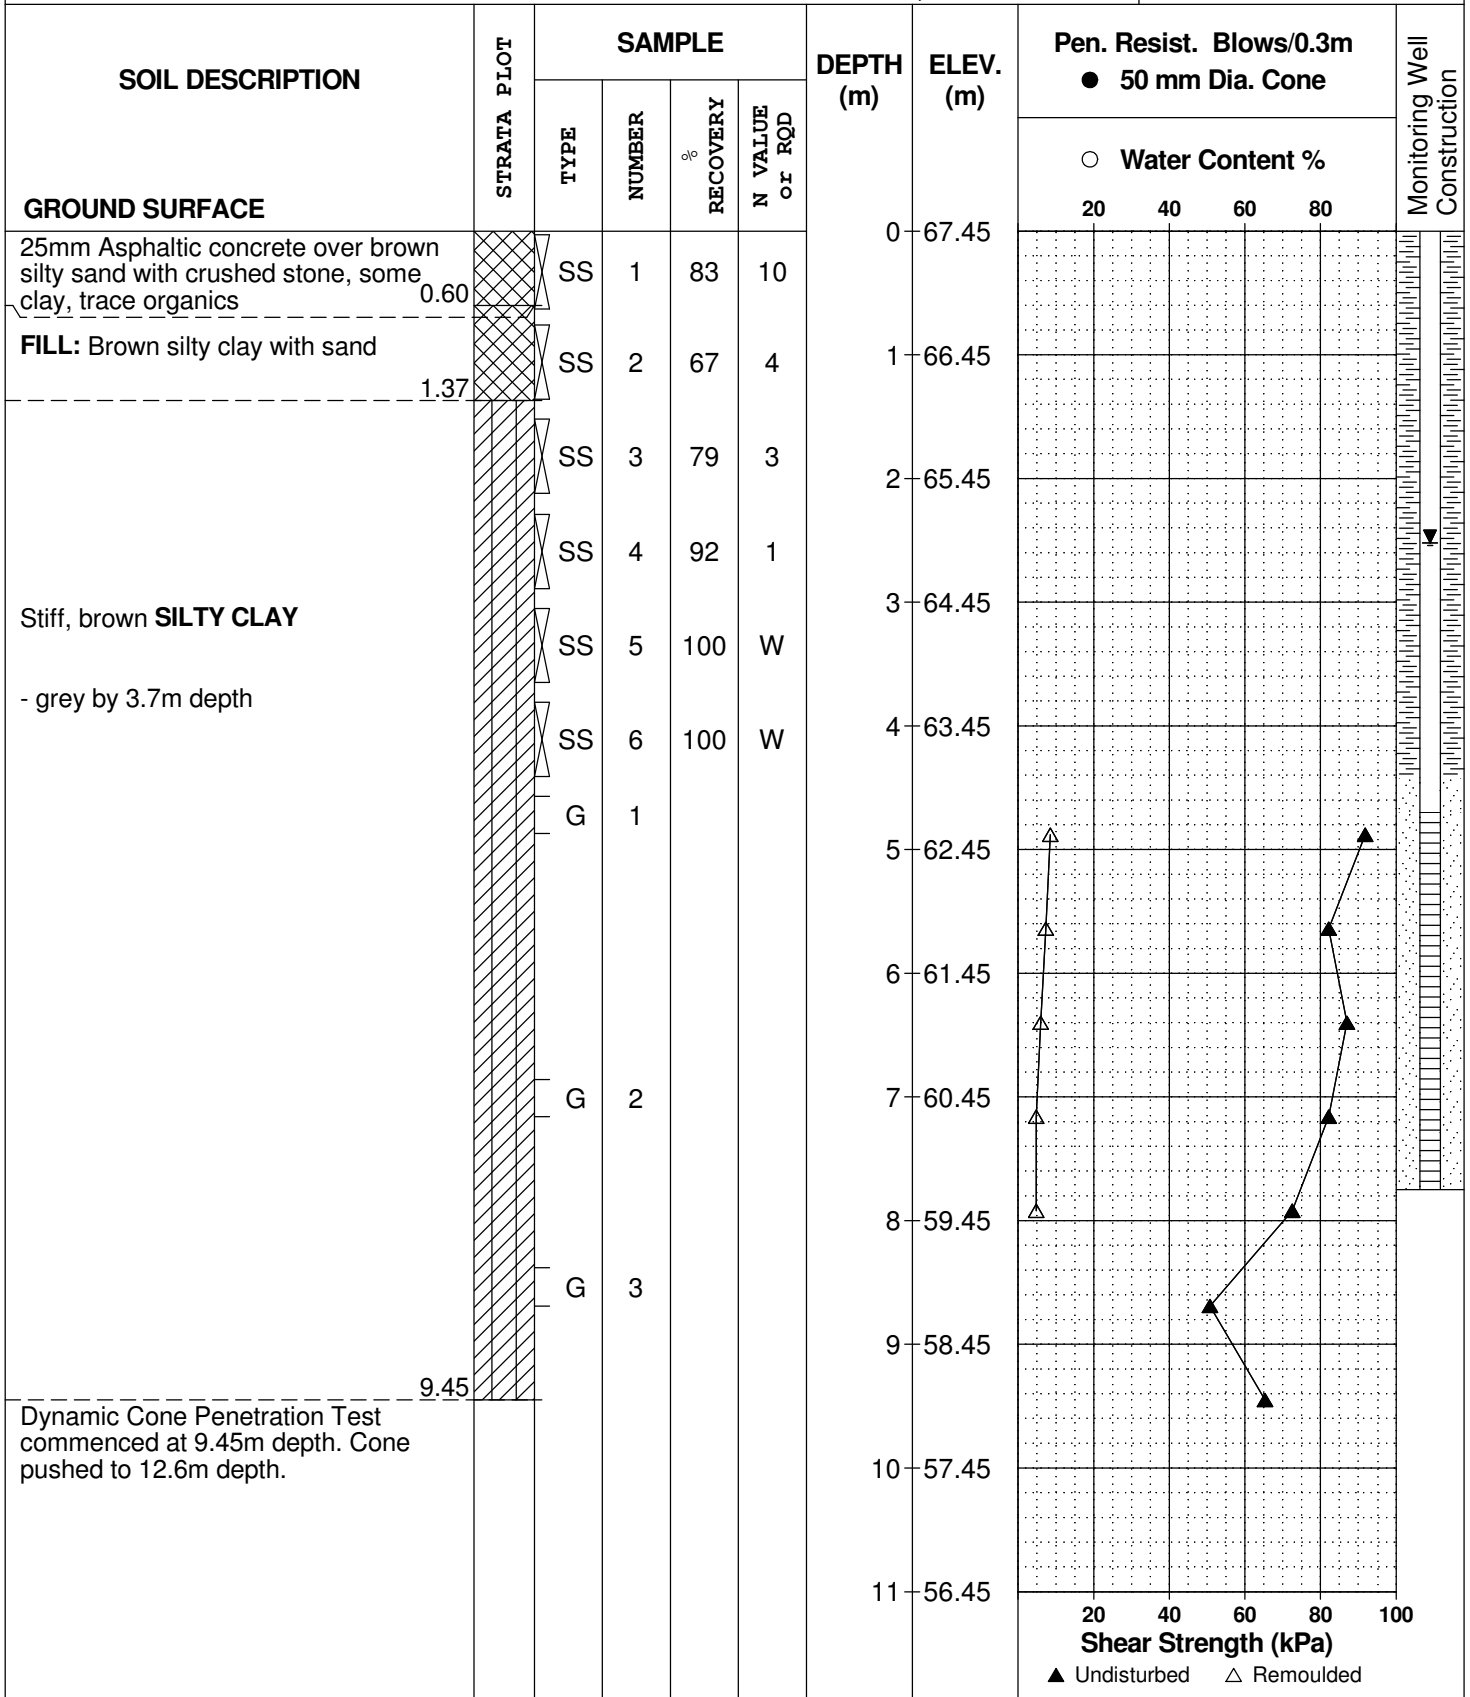 SOIL DESCRIPTION
GROUND SURFACE
STRATA PLOT
SAMPLE
TYPE
NUMBER
%
RECOVERY
N VALUE
or RQD
DEPTH
(m)
ELEV.
(m)
Pen. Resist. Blows/0.3m
● 50 mm Dia. Cone
○ Water Content %
20 40 60 80
Monitoring Well
Construction
0 67.45
25mm Asphaltic concrete over brown
silty sand with crushed stone, some
clay, trace organics 0.60
SS 1 83 10
FILL: Brown silty clay with sand
1.37
SS 2 67 4
1 66.45
SS 3 79 3
2 65.45
SS 4 92 1
3 64.45
Stiff, brown SILTY CLAY
SS 5 100 W
- grey by 3.7m depth
SS 6 100 W
4 63.45
G 1
5 62.45
6 61.45
G 2
7 60.45
8 59.45
G 3
9 58.45
9.45
Dynamic Cone Penetration Test
commenced at 9.45m depth. Cone
pushed to 12.6m depth.
10 57.45
11 56.45
20 40 60 80 100
Shear Strength (kPa)
▲ Undisturbed △ Remoulded